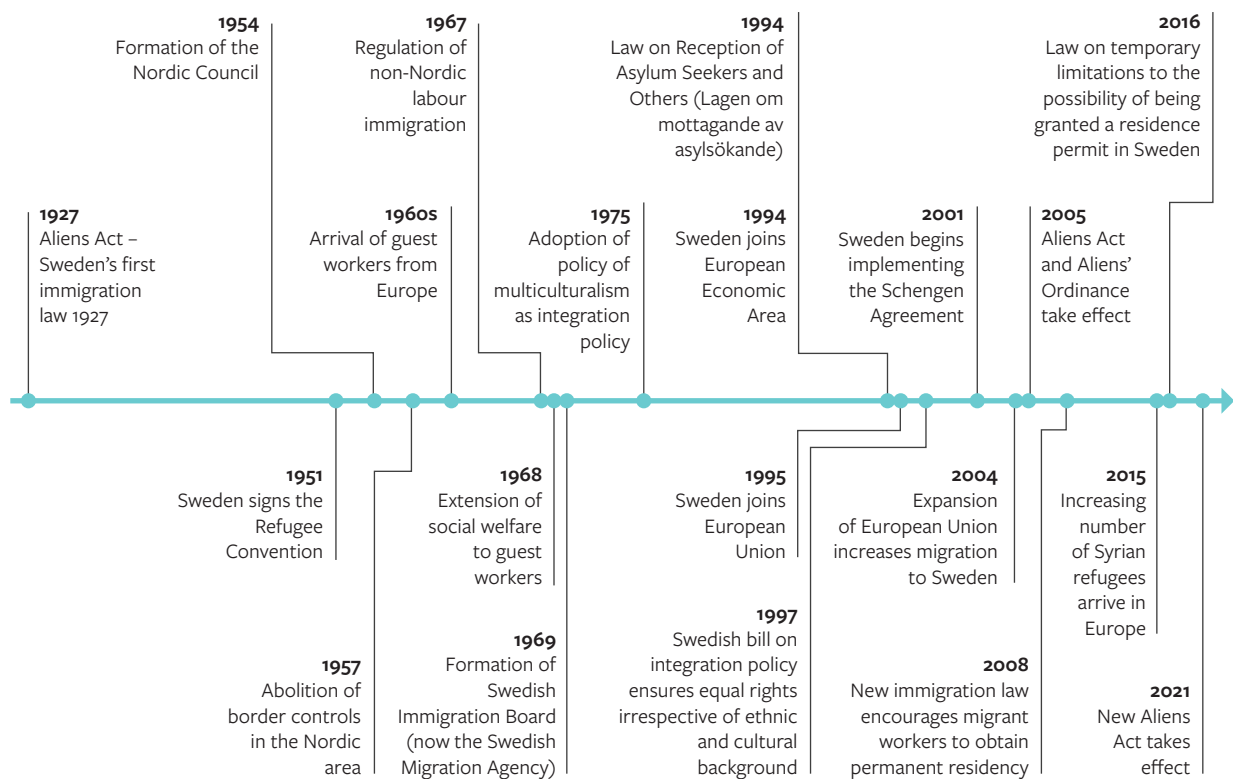 1954
Formation of the
Nordic Council
1967
Regulation of
non-Nordic
labour
immigration
1994
Law on Reception of
Asylum Seekers and
Others (Lagen om
mottagande av
asylsökande)
2016
Law on temporary
limitations to the
possibility of being
granted a residence
permit in Sweden
1927
Aliens Act –
Sweden’s first
immigration
law 1927
1960s
Arrival of guest
workers from
Europe
1975
Adoption of
policy of
multiculturalism
as integration
policy
1994
Sweden joins
European
Economic
Area
2001
Sweden begins
implementing
the Schengen
Agreement
2005
Aliens Act
and Aliens’
Ordinance
take effect
1951
Sweden signs the
Refugee
Convention
1968
Extension of
social welfare
to guest
workers
1995
Sweden joins
European
Union
2004
Expansion
of European Union
increases migration
to Sweden
2015
Increasing
number
of Syrian
refugees
arrive in
Europe
1957
Abolition of
border controls
in the Nordic
area
1969
Formation of
Swedish
Immigration Board
(now the Swedish
Migration Agency)
1997
Swedish bill on
integration policy
ensures equal rights
irrespective of ethnic
and cultural
background
2008
New immigration law
encourages migrant
workers to obtain
permanent residency
2021
New Aliens
Act takes
effect